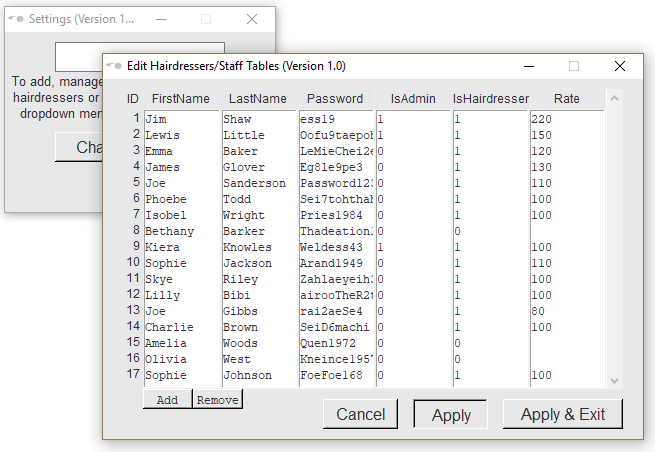 Settings (Version 1...
To add, manage
hairdressers or
dropdown men
Cha
Edit Hairdressers/Staff Tables (Version 1.0)
ID FirstName LastName Password IsAdmin IsHairdresser Rate
1 Jim Shaw ess19 1 1 220
2 Lewis Little Oofu9taepoh 1 1 150
3 Emma Baker LeMieChei2e 0 1 120
4 James Glover Eg8le9pe3 0 1 130
5 Joe Sanderson Password123 0 1 110
6 Phoebe Todd Sei7tohthah 0 1 100
7 Isobel Wright Pries1984 0 1 100
8 Bethany Barker Thadeation1 0 0
9 Kiera Knowles Weldess43 1 1 100
10 Sophie Jackson Arand1949 0 1 110
11 Skye Riley Zahlaeyeih3 0 1 100
12 Lilly Bibi airooTheR2t 0 1 100
13 Joe Gibbs rai2aeSe4 0 1 80
14 Charlie Brown SeiD6machi 0 1 100
15 Amelia Woods Quen1972 0 0
16 Olivia West Kneince1957 0 0
17 Sophie Johnson FoeFoe168 0 1 100
Add Remove
Cancel Apply Apply & Exit